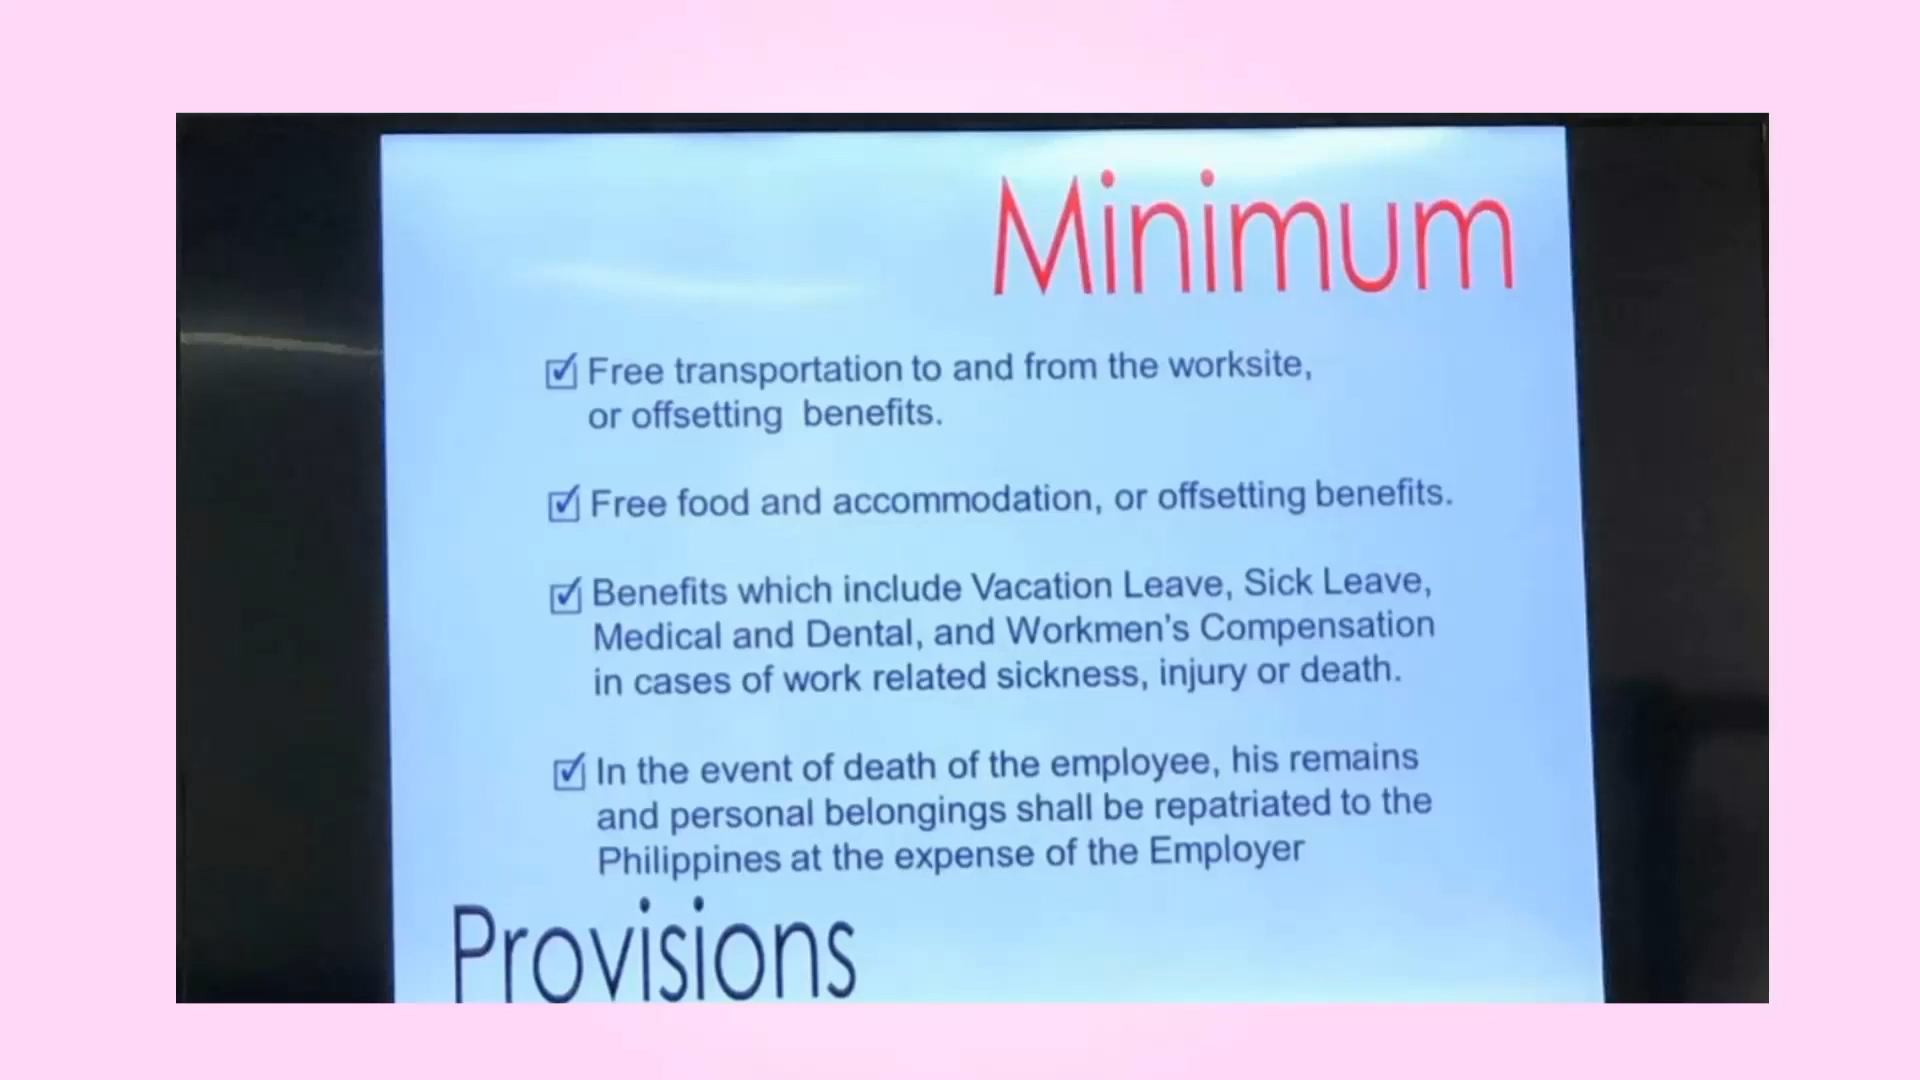 Minimum
☑ Free transportation to and from the worksite,
or offsetting benefits.
☑ Free food and accommodation, or offsetting benefits.
☑ Benefits which include Vacation Leave, Sick Leave,
Medical and Dental, and Workmen's Compensation
in cases of work related sickness, injury or death.
☑ In the event of death of the employee, his remains
and personal belongings shall be repatriated to the
Philippines at the expense of the Employer
Provisions